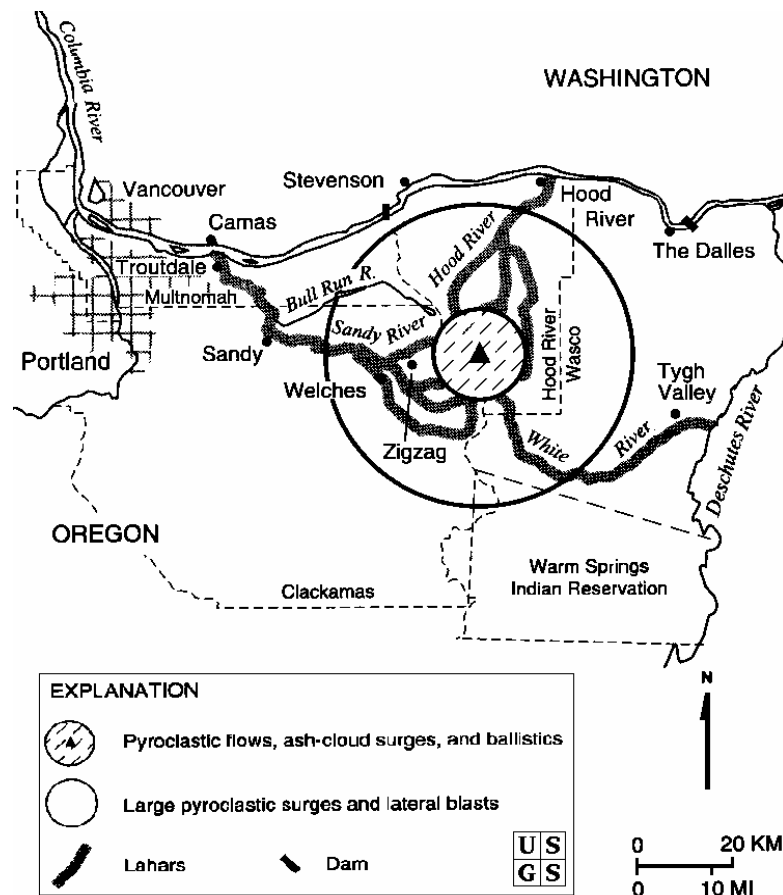 Columbia River
WASHINGTON
Stevenson
Vancouver
Hood
River
Camas
The Dalles
Troutdale
Hood River
Multnomah
Bull Run R.
Sandy River
Portland
Sandy
Hood River
Wasco
Tygh
Valley
Welches
Zigzag
White
River
Deschutes River
OREGON
Warm Springs
Indian Reservation
Clackamas
EXPLANATION
N
Pyroclastic flows, ash-cloud surges, and ballistics
Large pyroclastic surges and lateral blasts
Lahars
Dam
U S
G S
0 20 KM
0 10 MI